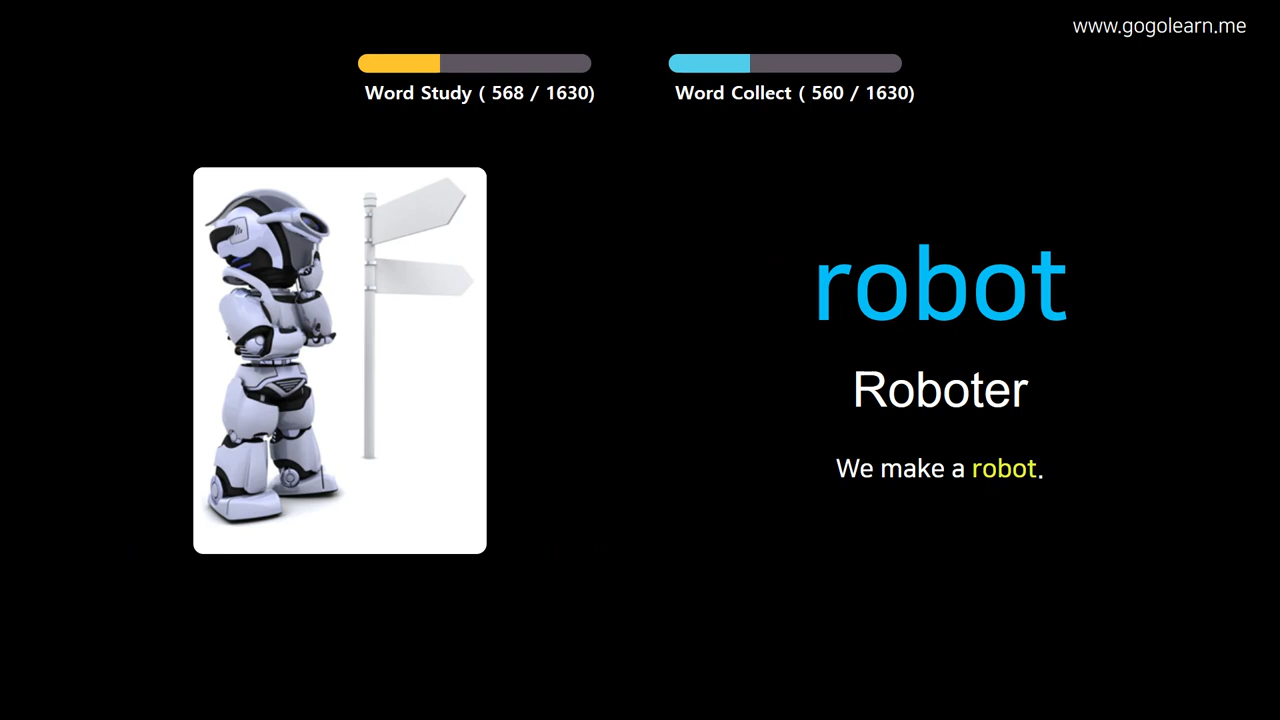 www.gogolearn.me
Word Study ( 568 / 1630)
Word Collect ( 560 / 1630)
robot
Roboter
We make a robot.